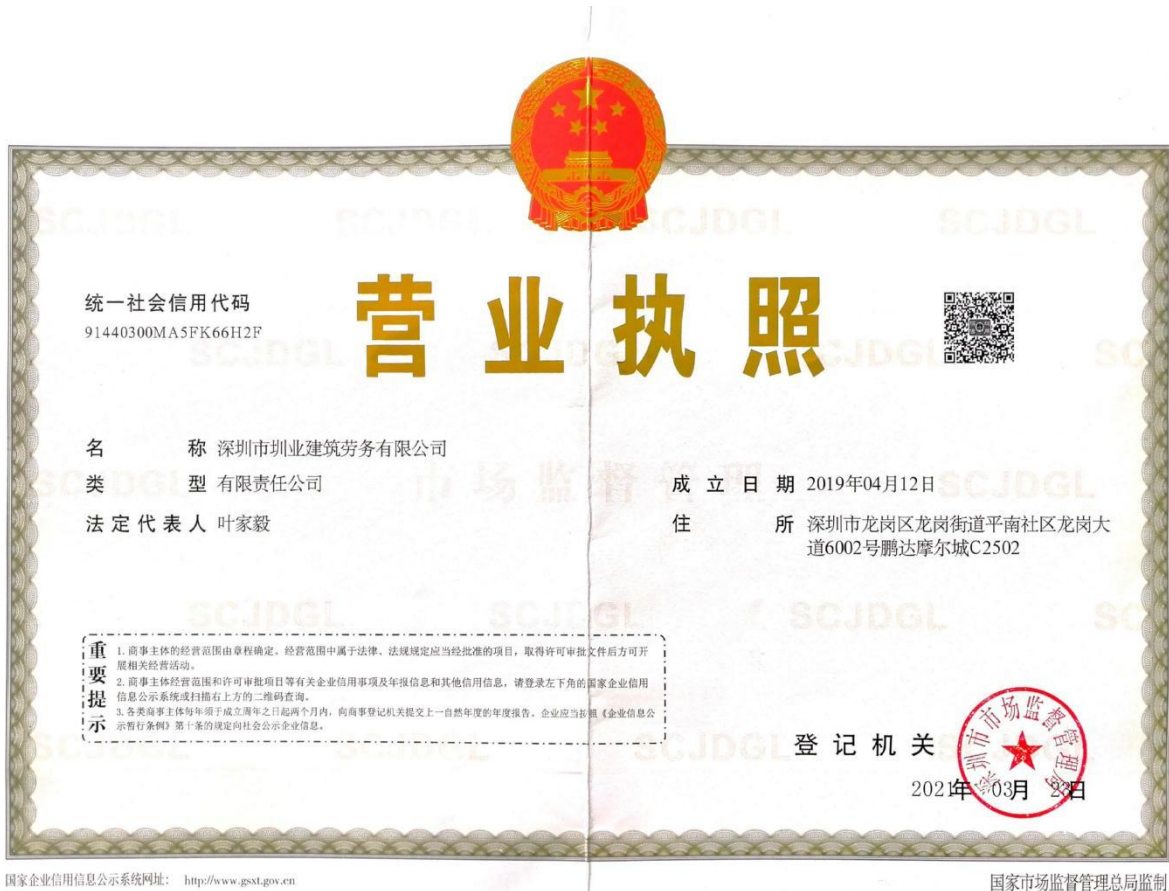 统一社会信用代码
91440300MA5FK66H2F
营业执照
名称 深圳市圳业建筑劳务有限公司
类型 有限责任公司
法定代表人 叶家毅
成立日期 2019年04月12日
住所 深圳市龙岗区龙岗街道平南社区龙岗大
道6002号鹏达摩尔城C2502
重要提示
1. 商事主体的经营范围由章程确定。经营范围中属于法律、法规规定应当经批准的项目，取得许可审批文件后方可开
展相关经营活动。
2. 商事主体经营范围和许可审批项目等有关企业信用事项及年报信息和其他信用信息，请登录左下角的国家企业信用
信息公示系统或扫描右上方的二维码查询。
3. 各类商事主体每年须于成立周年之日起两个月内，向商事登记机关提交上一自然年度的年度报告。企业应当按照《企业信息公
示暂行条例》第十条的规定向社会公示企业信息。
登记机关
深圳市市场监督管理局
2021年03月
日
国家企业信用信息公示系统网址： http://www.gsxt.gov.cn
国家市场监督管理总局监制
SCJDGL
市场监督管理